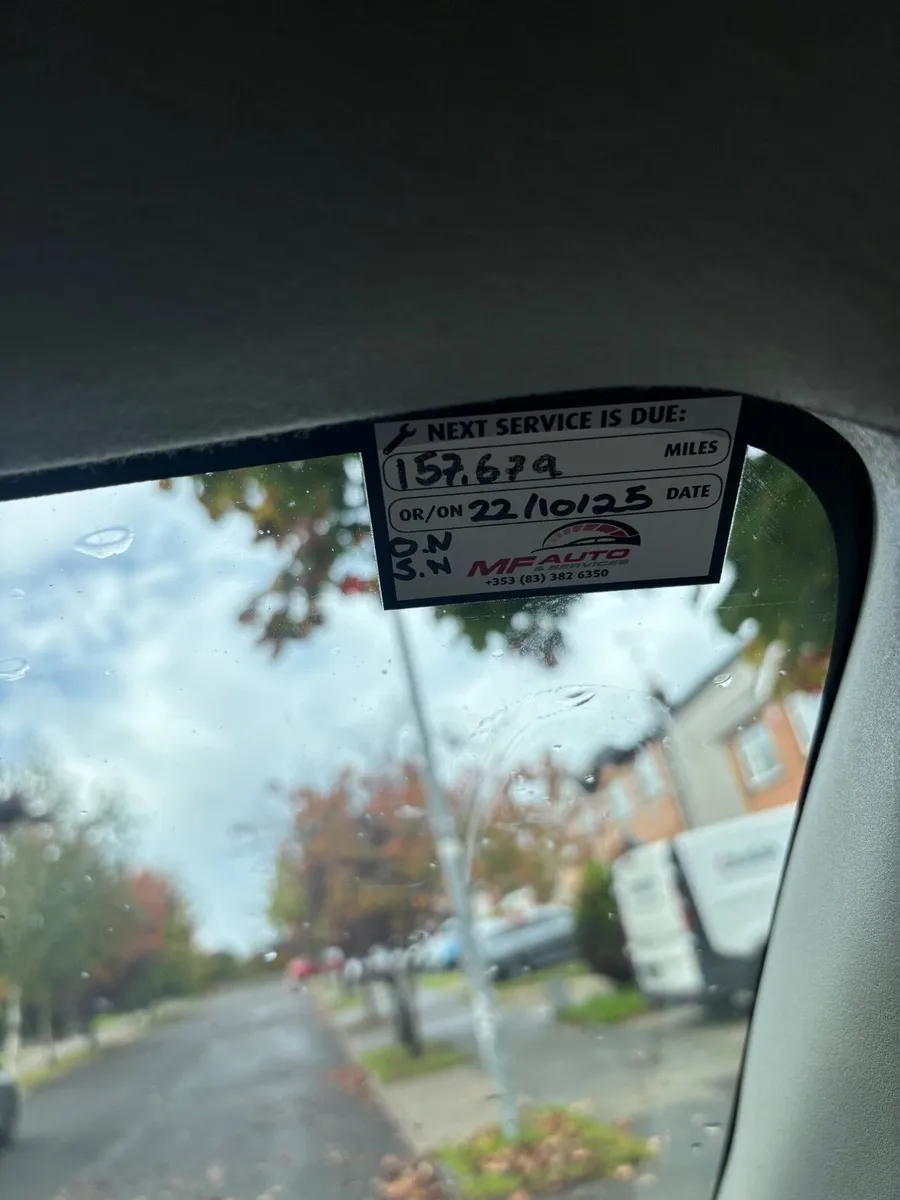 NEXT SERVICE IS DUE:
157.679 MILES
OR/ON 22/10/25 DATE
O.N
S.N
MF AUTO
& SERVICES
+353 (83) 382 6350